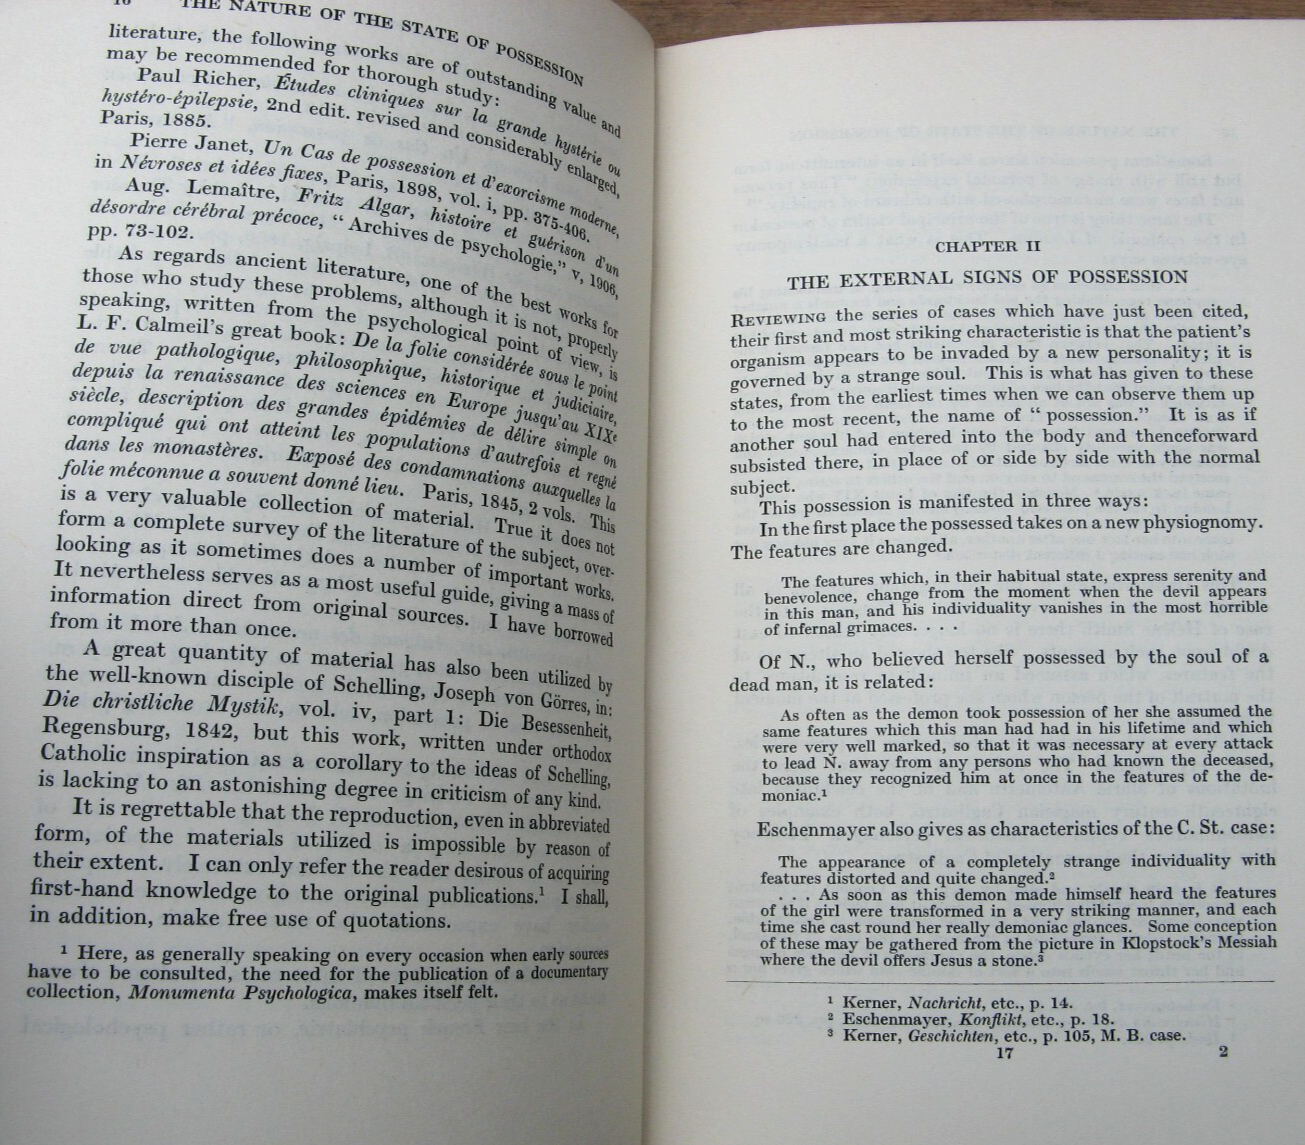 16 THE NATURE OF THE STATE OF POSSESSION
literature, the following works are of outstanding value and
may be recommended for thorough study:
Paul Richer, Études cliniques sur la grande hystérie ou
hystéro-épilepsie, 2nd edit. revised and considerably enlarged,
Paris, 1885.
Pierre Janet, Un Cas de possession et d'exorcisme moderne,
in Névroses et idées fixes, Paris, 1898, vol. i, pp. 375-406.
Aug. Lemaître, Fritz Algar, histoire et guérison d'un
désordre cérébral précoce, " Archives de psychologie," v, 1906,
pp. 73-102.
As regards ancient literature, one of the best works for
those who study these problems, although it is not, properly
speaking, written from the psychological point of view, is
L. F. Calmeil's great book: De la folie considérée sous le point
de vue pathologique, philosophique, historique et judiciaire,
depuis la renaissance des sciences en Europe jusqu'au XIXe
siècle, description des grandes épidémies de délire simple on
compliqué qui ont atteint les populations d'autrefois et regné
dans les monastères. Exposé des condamnations auxquelles la
folie méconnue a souvent donné lieu. Paris, 1845, 2 vols. This
is a very valuable collection of material. True it does not
form a complete survey of the literature of the subject, over-
looking as it sometimes does a number of important works.
It nevertheless serves as a most useful guide, giving a mass of
information direct from original sources. I have borrowed
from it more than once.
A great quantity of material has also been utilized by
the well-known disciple of Schelling, Joseph von Görres, in:
Die christliche Mystik, vol. iv, part 1: Die Besessenheit,
Regensburg, 1842, but this work, written under orthodox
Catholic inspiration as a corollary to the ideas of Schelling,
is lacking to an astonishing degree in criticism of any kind.
It is regrettable that the reproduction, even in abbreviated
form, of the materials utilized is impossible by reason of
their extent. I can only refer the reader desirous of acquiring
first-hand knowledge to the original publications.¹ I shall,
in addition, make free use of quotations.
¹ Here, as generally speaking on every occasion when early sources
have to be consulted, the need for the publication of a documentary
collection, Monumenta Psychologica, makes itself felt.
CHAPTER II
THE EXTERNAL SIGNS OF POSSESSION
REVIEWING the series of cases which have just been cited,
their first and most striking characteristic is that the patient's
organism appears to be invaded by a new personality; it is
governed by a strange soul. This is what has given to these
states, from the earliest times when we can observe them up
to the most recent, the name of " possession." It is as if
another soul had entered into the body and thenceforward
subsisted there, in place of or side by side with the normal
subject.
This possession is manifested in three ways:
In the first place the possessed takes on a new physiognomy.
The features are changed.
The features which, in their habitual state, express serenity and
benevolence, change from the moment when the devil appears
in this man, and his individuality vanishes in the most horrible
of infernal grimaces. . . .
Of N., who believed herself possessed by the soul of a
dead man, it is related:
As often as the demon took possession of her she assumed the
same features which this man had had in his lifetime and which
were very well marked, so that it was necessary at every attack
to lead N. away from any persons who had known the deceased,
because they recognized him at once in the features of the de-
moniac.¹
Eschenmayer also gives as characteristics of the C. St. case:
The appearance of a completely strange individuality with
features distorted and quite changed.²
. . . As soon as this demon made himself heard the features
of the girl were transformed in a very striking manner, and each
time she cast round her really demoniac glances. Some conception
of these may be gathered from the picture in Klopstock's Messiah
where the devil offers Jesus a stone.³
¹ Kerner, Nachricht, etc., p. 14.
² Eschenmayer, Konflikt, etc., p. 18.
³ Kerner, Geschichten, etc., p. 105, M. B. case.
17 2